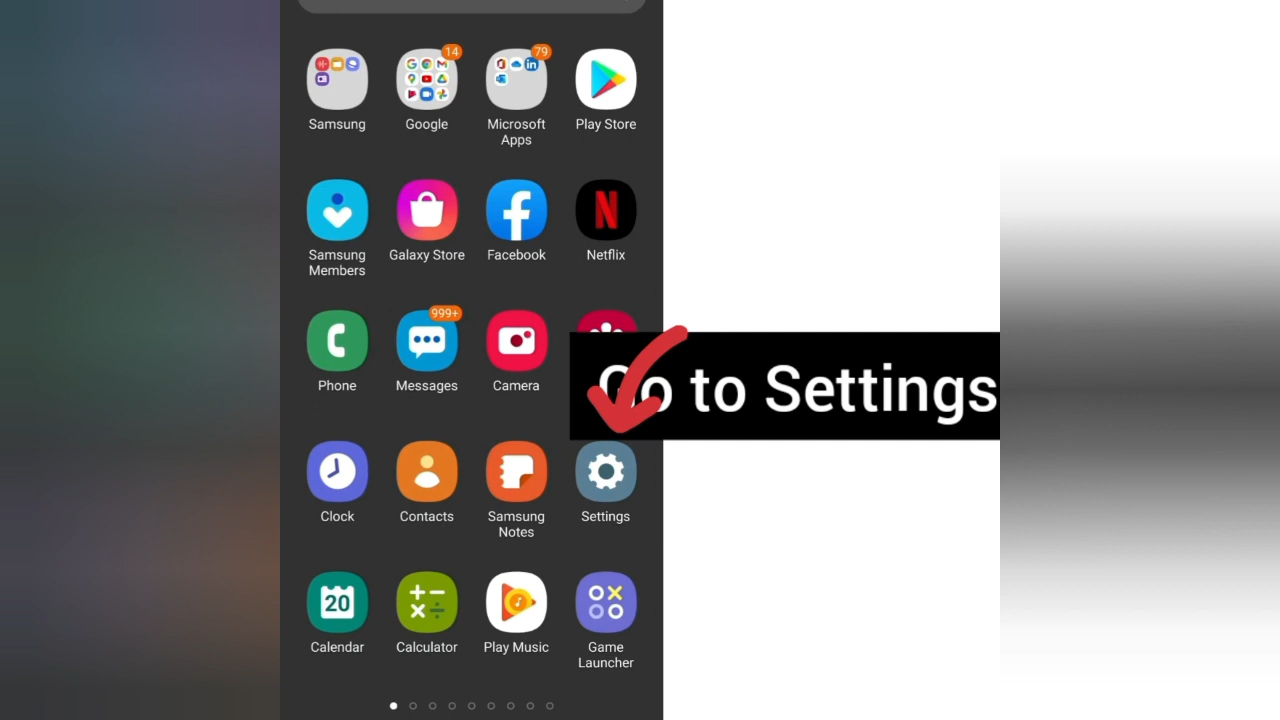 14
79
Samsung
Google
Microsoft
Apps
Play Store
Samsung
Members
Galaxy Store
Facebook
Netflix
999+
Phone
Messages
Camera
Go to Settings
Clock
Contacts
Samsung
Notes
Settings
20
Calendar
Calculator
Play Music
Game
Launcher